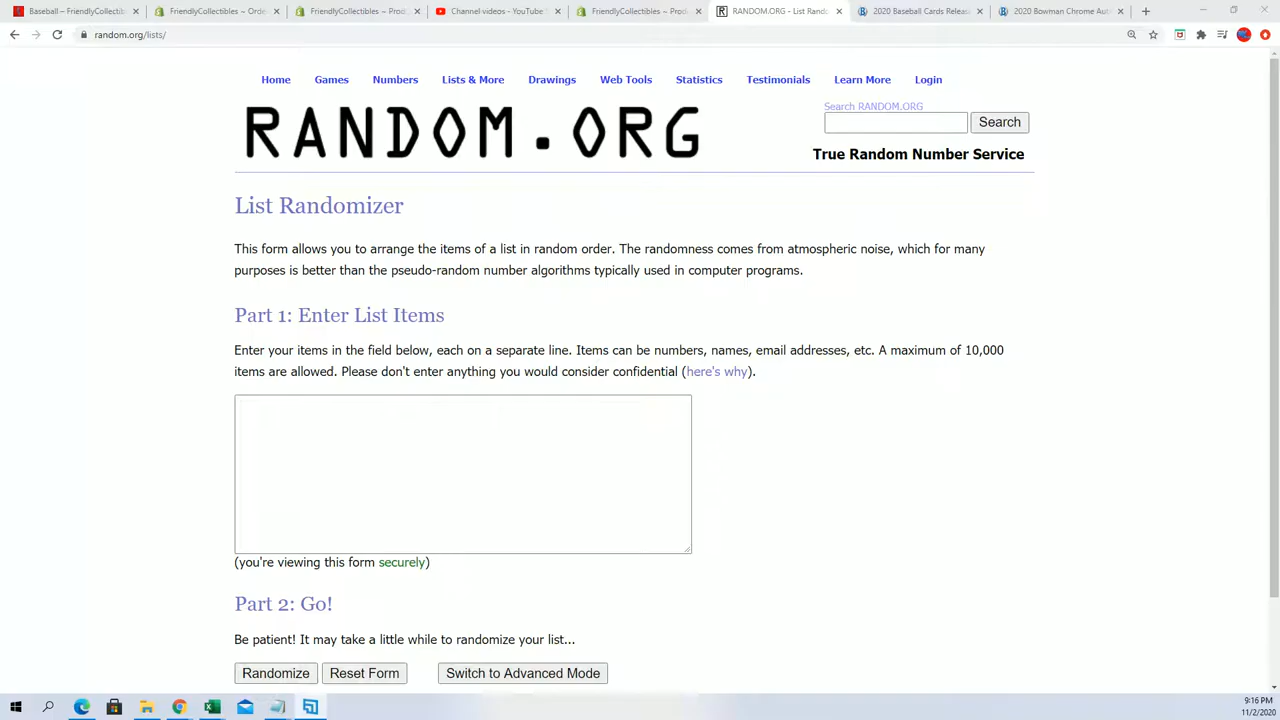 Baseball – FriendlyCollectib
FriendlyCollectibles ~ Orde
FriendlyCollectibles ~ Prod
Channel videos - YouTube
FriendlyCollectibles ~ Prod
RANDOM.ORG - List Rand
2020 Baseball Cards Releas
2020 Bowman Chrome Aut
random.org/lists/
Home Games Numbers Lists & More Drawings Web Tools Statistics Testimonials Learn More Login
RANDOM.ORG
Search RANDOM.ORG
Search
True Random Number Service
List Randomizer
This form allows you to arrange the items of a list in random order. The randomness comes from atmospheric noise, which for many
purposes is better than the pseudo-random number algorithms typically used in computer programs.
Part 1: Enter List Items
Enter your items in the field below, each on a separate line. Items can be numbers, names, email addresses, etc. A maximum of 10,000
items are allowed. Please don't enter anything you would consider confidential (here's why).
(you're viewing this form securely)
Part 2: Go!
Be patient! It may take a little while to randomize your list...
Randomize Reset Form Switch to Advanced Mode
9:16 PM
11/2/2020